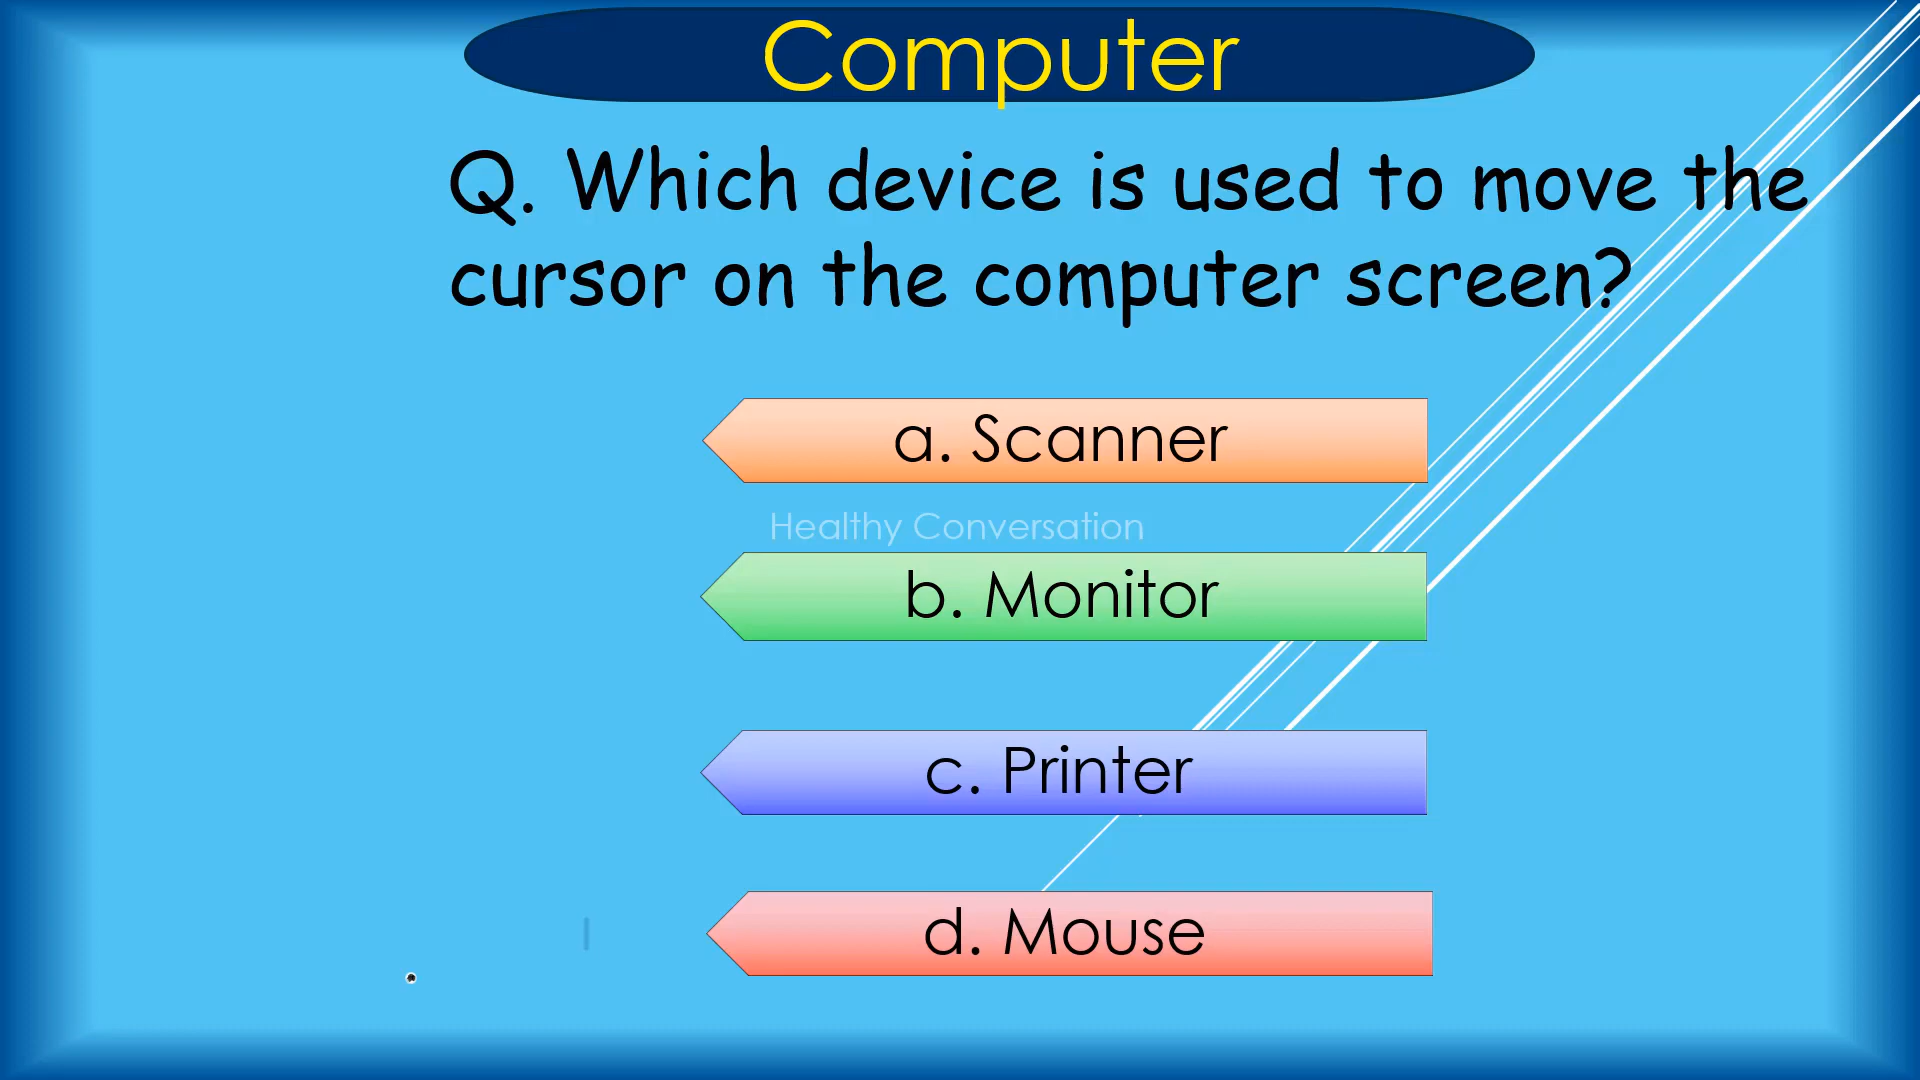 Computer
Q. Which device is used to move the
cursor on the computer screen?
a. Scanner
Healthy Conversation
b. Monitor
c. Printer
d. Mouse